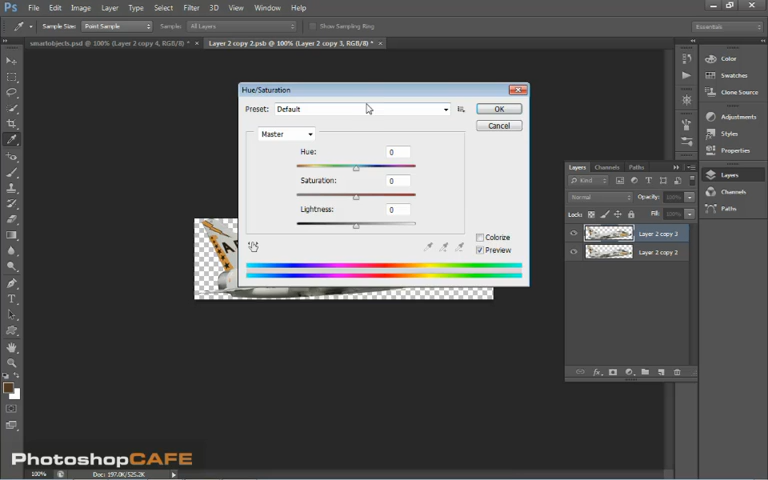 Ps File Edit Image Layer Type Select Filter 3D View Window Help
Sample Size: Point Sample Sample: All Layers Show Sampling Ring Essentials
smartobjects.psd @ 100% (Layer 2 copy 4, RGB/8) * × Layer 2 copy 2.psb @ 100% (Layer 2 copy 3, RGB/8) * ×
Hue/Saturation
Preset: Default OK
Cancel
Master
Hue: 0
Saturation: 0
Lightness: 0
Colorize
Preview
Color
Swatches
Clone Source
Adjustments
Styles
Properties
Layers
Channels
Paths
Layers Channels Paths
Kind
Normal Opacity: 100%
Lock: Fill: 100%
Layer 2 copy 3
Layer 2 copy 2
PhotoshopCAFE
100% Doc: 197.0K/525.2K